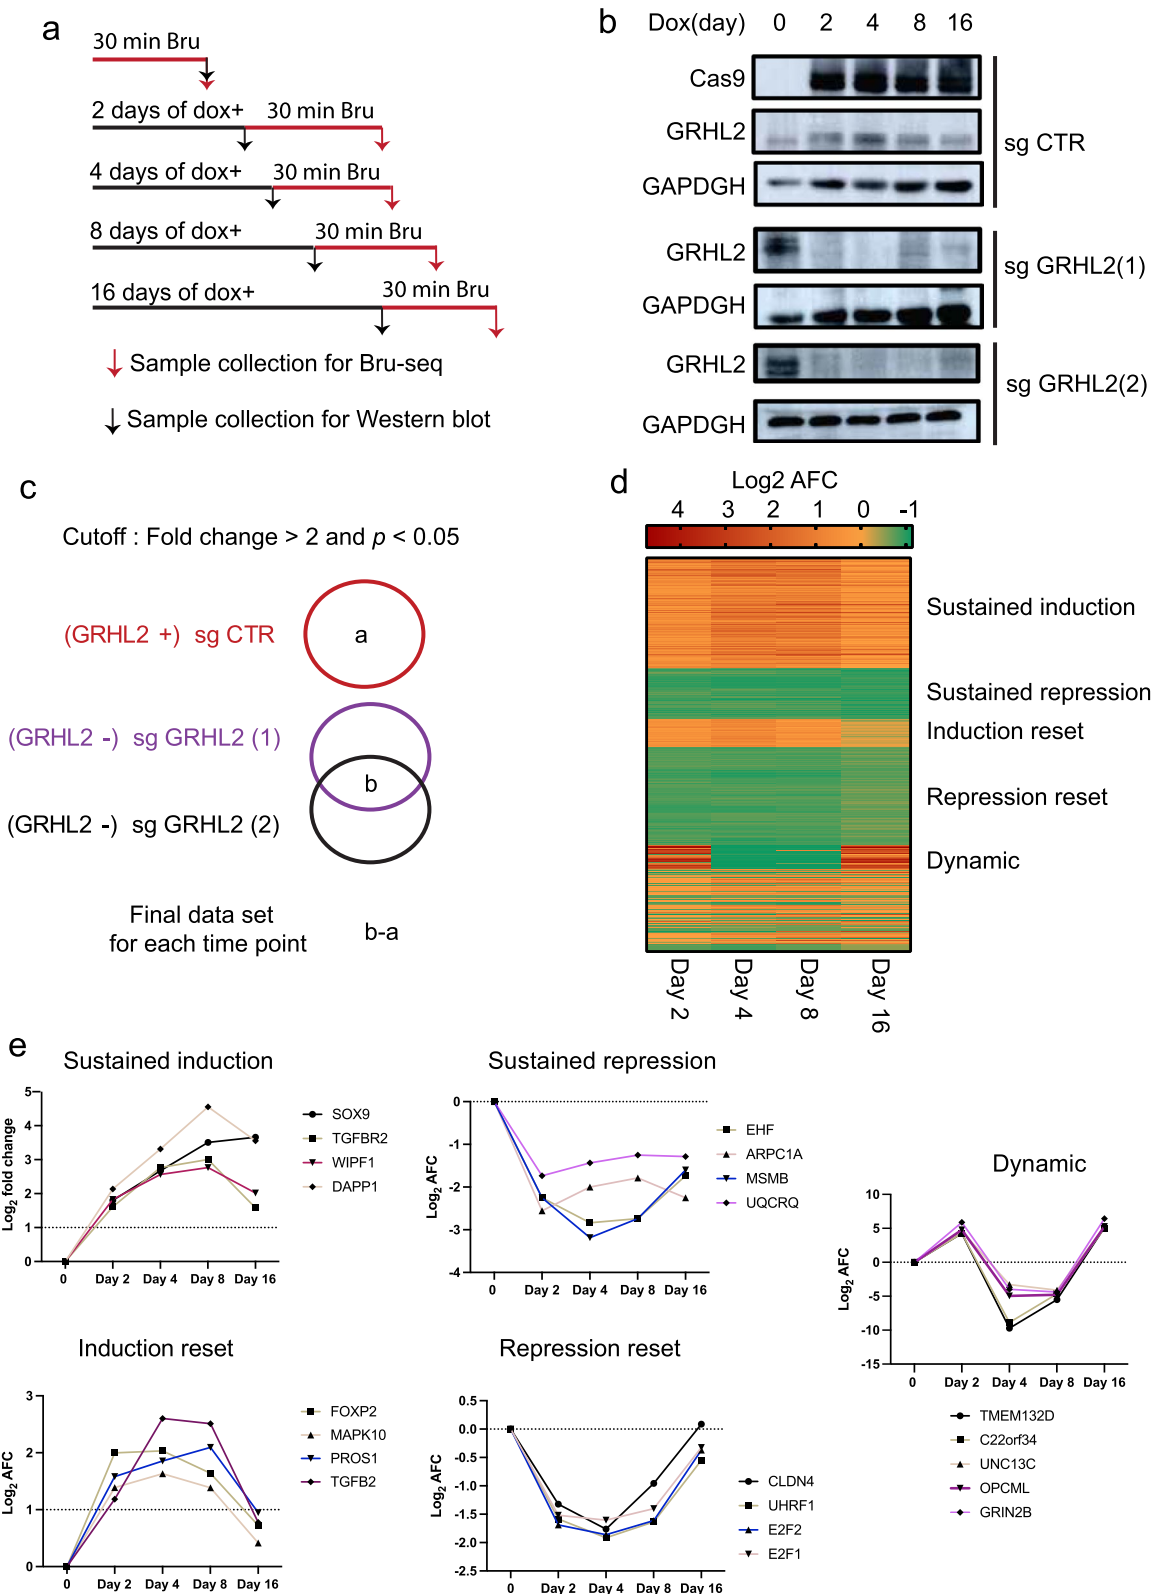 a
30 min Bru
2 days of dox+ 30 min Bru
4 days of dox+ 30 min Bru
8 days of dox+ 30 min Bru
16 days of dox+ 30 min Bru
Sample collection for Bru-seq
Sample collection for Western blot
b
Dox(day) 0 2 4 8 16
Cas9
GRHL2
GAPDGH
sg CTR
GRHL2
GAPDGH
sg GRHL2(1)
GRHL2
GAPDGH
sg GRHL2(2)
c
Cutoff : Fold change > 2 and p < 0.05
(GRHL2 +) sg CTR
a
(GRHL2 -) sg GRHL2 (1)
b
(GRHL2 -) sg GRHL2 (2)
Final data set
for each time point
b-a
d
Log2 AFC
4 3 2 1 0 -1
Sustained induction
Sustained repression
Induction reset
Repression reset
Dynamic
Day 2 Day 4 Day 8 Day 16
e
Sustained induction
Log2 fold change
5
4
3
2
1
0
0 Day 2 Day 4 Day 8 Day 16
SOX9
TGFBR2
WIPF1
DAPP1
Sustained repression
Log2 AFC
0
-1
-2
-3
-4
0 Day 2 Day 4 Day 8 Day 16
EHF
ARPC1A
MSMB
UQCRQ
Dynamic
Log2 AFC
10
5
0
-5
-10
-15
0 Day 2 Day 4 Day 8 Day 16
TMEM132D
C22orf34
UNC13C
OPCML
GRIN2B
Induction reset
Log2 AFC
3
2
1
0
0 Day 2 Day 4 Day 8 Day 16
FOXP2
MAPK10
PROS1
TGFB2
Repression reset
Log2 AFC
0.5
0.0
-0.5
-1.0
-1.5
-2.0
-2.5
0 Day 2 Day 4 Day 8 Day 16
CLDN4
UHRF1
E2F2
E2F1